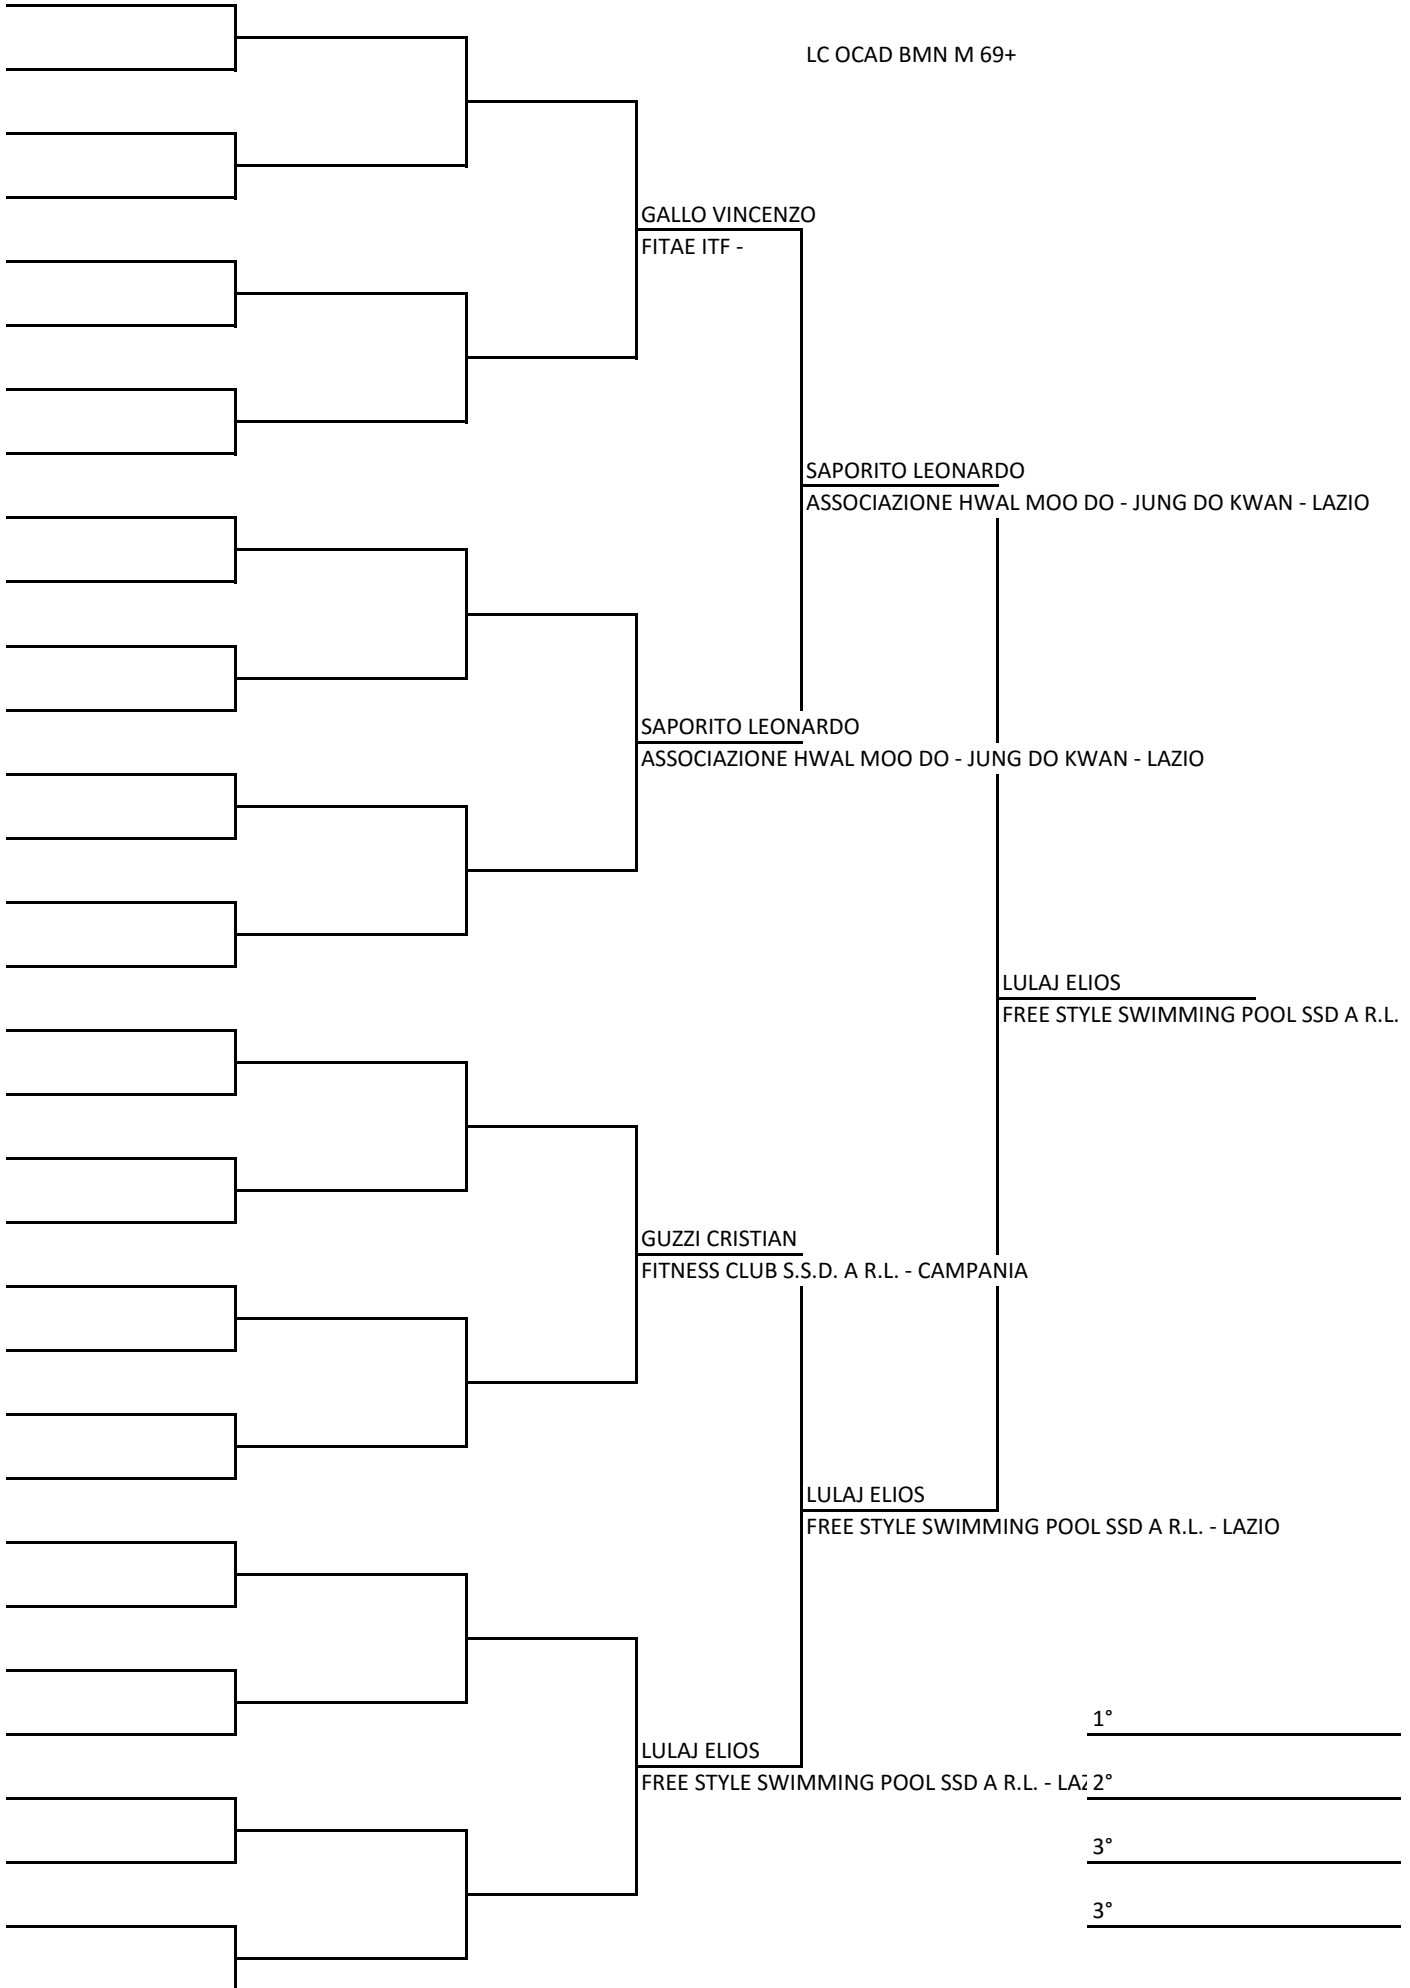 LC OCAD BMN M 69+
GALLO VINCENZO
FITAE ITF -
SAPORITO LEONARDO
ASSOCIAZIONE HWAL MOO DO - JUNG DO KWAN - LAZIO
SAPORITO LEONARDO
ASSOCIAZIONE HWAL MOO DO - JUNG DO KWAN - LAZIO
LULAJ ELIOS
FREE STYLE SWIMMING POOL SSD A R.L.
GUZZI CRISTIAN
FITNESS CLUB S.S.D. A R.L. - CAMPANIA
LULAJ ELIOS
FREE STYLE SWIMMING POOL SSD A R.L. - LAZIO
1°
LULAJ ELIOS
FREE STYLE SWIMMING POOL SSD A R.L. - LAZ 2°
3°
3°